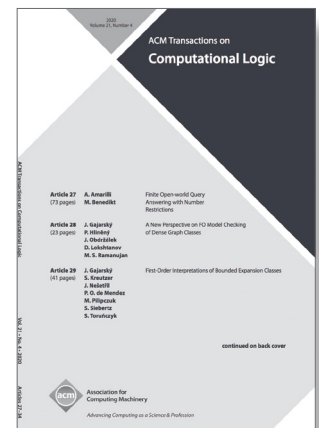 2020
Volume 21, Number 4
ACM Transactions on
Computational Logic
Article 27 A. Amarilli Finite Open-world Query
(73 pages) M. Benedikt Answering with Number
Restrictions
Article 28 J. Gajarský A New Perspective on FO Model Checking
(23 pages) P. Hliněný of Dense Graph Classes
J. Obdržálek
D. Lokshtanov
M. S. Ramanujan
Article 29 J. Gajarský First-Order Interpretations of Bounded Expansion Classes
(41 pages) S. Kreutzer
J. Nešetřil
P. O. de Mendez
M. Pilipczuk
S. Siebertz
S. Toruńczyk
continued on back cover
acm
Association for
Computing Machinery
Advancing Computing as a Science & Profession
ACM Transactions on Computational Logic
Vol. 21 • No. 4 • 2020
Articles 27-34